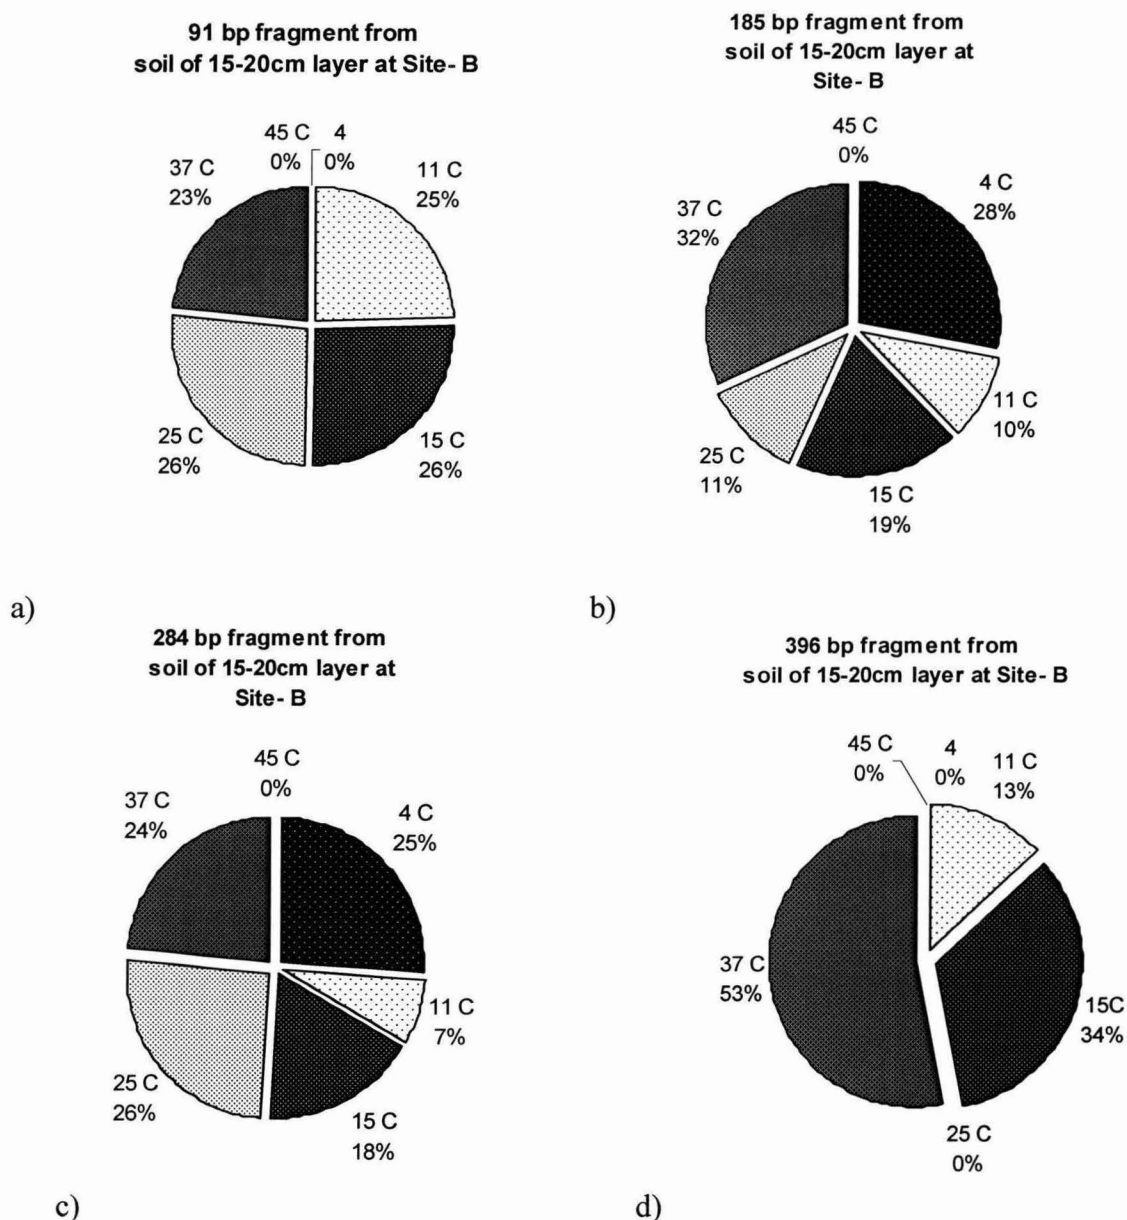 91 bp fragment from
soil of 15-20cm layer at Site- B
45 C
0%
4
0%
11 C
25%
15 C
26%
25 C
26%
37 C
23%
a)
185 bp fragment from
soil of 15-20cm layer at
Site- B
45 C
0%
4 C
28%
11 C
10%
15 C
19%
25 C
11%
37 C
32%
b)
284 bp fragment from
soil of 15-20cm layer at
Site- B
45 C
0%
4 C
25%
11 C
7%
15 C
18%
25 C
26%
37 C
24%
c)
396 bp fragment from
soil of 15-20cm layer at Site- B
45 C
0%
4
0%
11 C
13%
15C
34%
25 C
0%
37 C
53%
d)